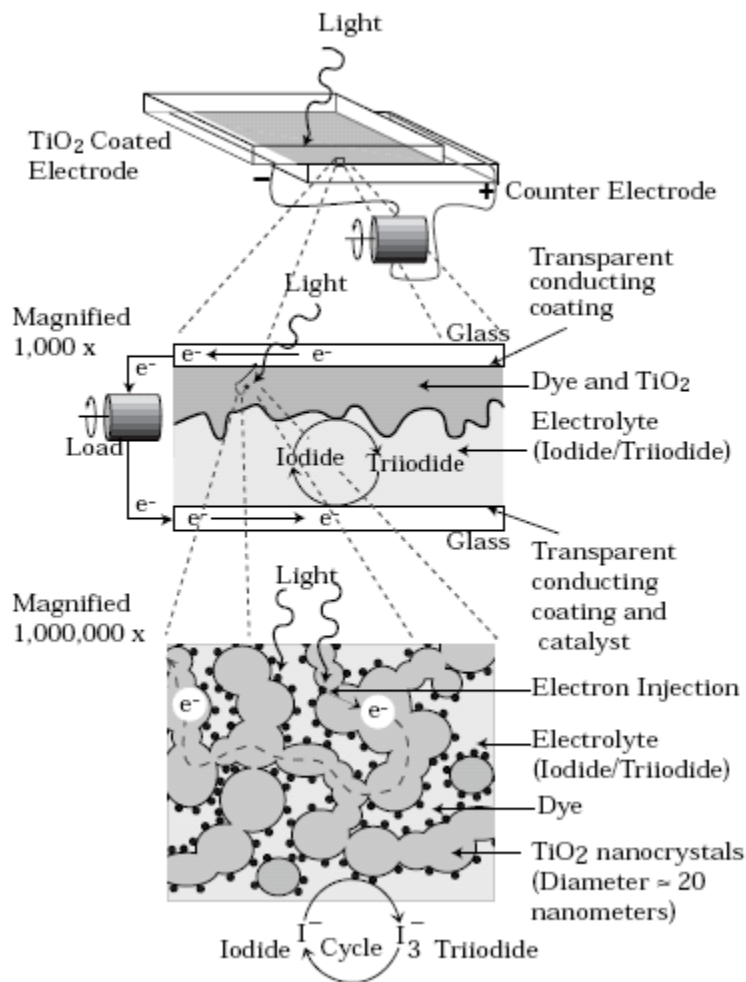 Light
TiO2 Coated
Electrode
−
+
Counter Electrode
Transparent
conducting
coating
Light
Magnified
1,000 x
Glass
e- e-
e-
Dye and TiO2
Load
Electrolyte
(Iodide/Triiodide)
Iodide Triiodide
e-
e- e-
Glass
Transparent
conducting
coating and
catalyst
Light
Magnified
1,000,000 x
Electron Injection
e-
e-
Electrolyte
(Iodide/Triiodide)
Dye
TiO2 nanocrystals
(Diameter ≈ 20
nanometers)
Iodide I− Cycle I3− Triiodide